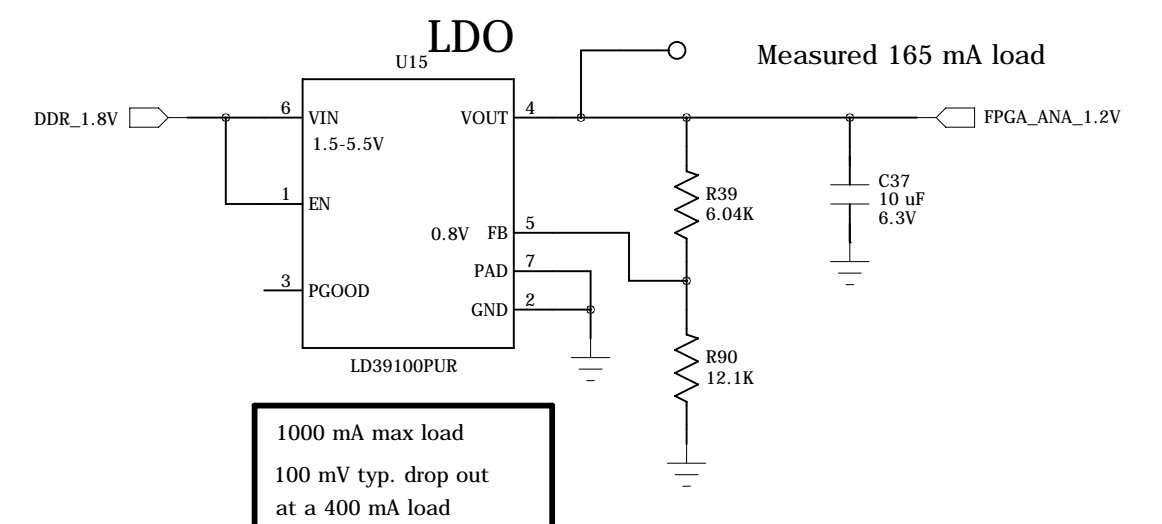 LDO
U15
Measured 165 mA load
DDR_1.8V
6
VIN
VOUT
4
FPGA_ANA_1.2V
1.5-5.5V
1
EN
R39
6.04K
C37
10 uF
6.3V
0.8V FB
5
PAD
7
3
PGOOD
GND
2
LD39100PUR
R90
12.1K
1000 mA max load
100 mV typ. drop out
at a 400 mA load